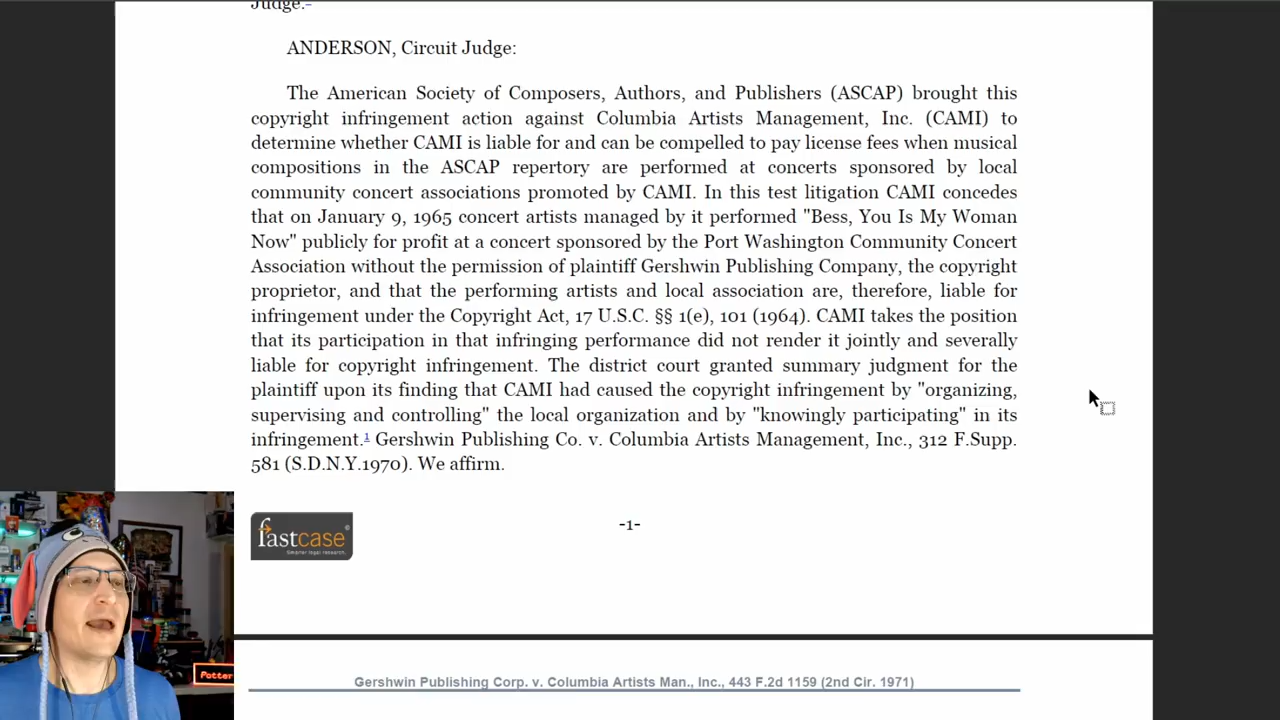 Judge.
ANDERSON, Circuit Judge:
The American Society of Composers, Authors, and Publishers (ASCAP) brought this
copyright infringement action against Columbia Artists Management, Inc. (CAMI) to
determine whether CAMI is liable for and can be compelled to pay license fees when musical
compositions in the ASCAP repertory are performed at concerts sponsored by local
community concert associations promoted by CAMI. In this test litigation CAMI concedes
that on January 9, 1965 concert artists managed by it performed "Bess, You Is My Woman
Now" publicly for profit at a concert sponsored by the Port Washington Community Concert
Association without the permission of plaintiff Gershwin Publishing Company, the copyright
proprietor, and that the performing artists and local association are, therefore, liable for
infringement under the Copyright Act, 17 U.S.C. §§ 1(e), 101 (1964). CAMI takes the position
that its participation in that infringing performance did not render it jointly and severally
liable for copyright infringement. The district court granted summary judgment for the
plaintiff upon its finding that CAMI had caused the copyright infringement by "organizing,
supervising and controlling" the local organization and by "knowingly participating" in its
infringement.1 Gershwin Publishing Co. v. Columbia Artists Management, Inc., 312 F.Supp.
581 (S.D.N.Y.1970). We affirm.
fastcase©
Smarter legal research.
-1-
Potter
Gershwin Publishing Corp. v. Columbia Artists Man., Inc., 443 F.2d 1159 (2nd Cir. 1971)